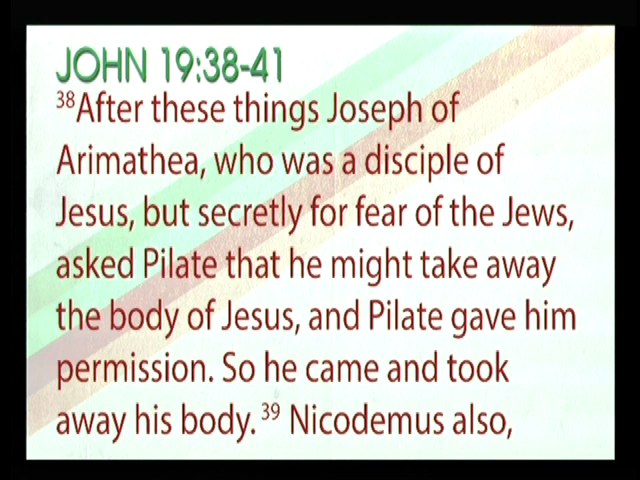 JOHN 19:38-41
38After these things Joseph of
Arimathea, who was a disciple of
Jesus, but secretly for fear of the Jews,
asked Pilate that he might take away
the body of Jesus, and Pilate gave him
permission. So he came and took
away his body. 39 Nicodemus also,